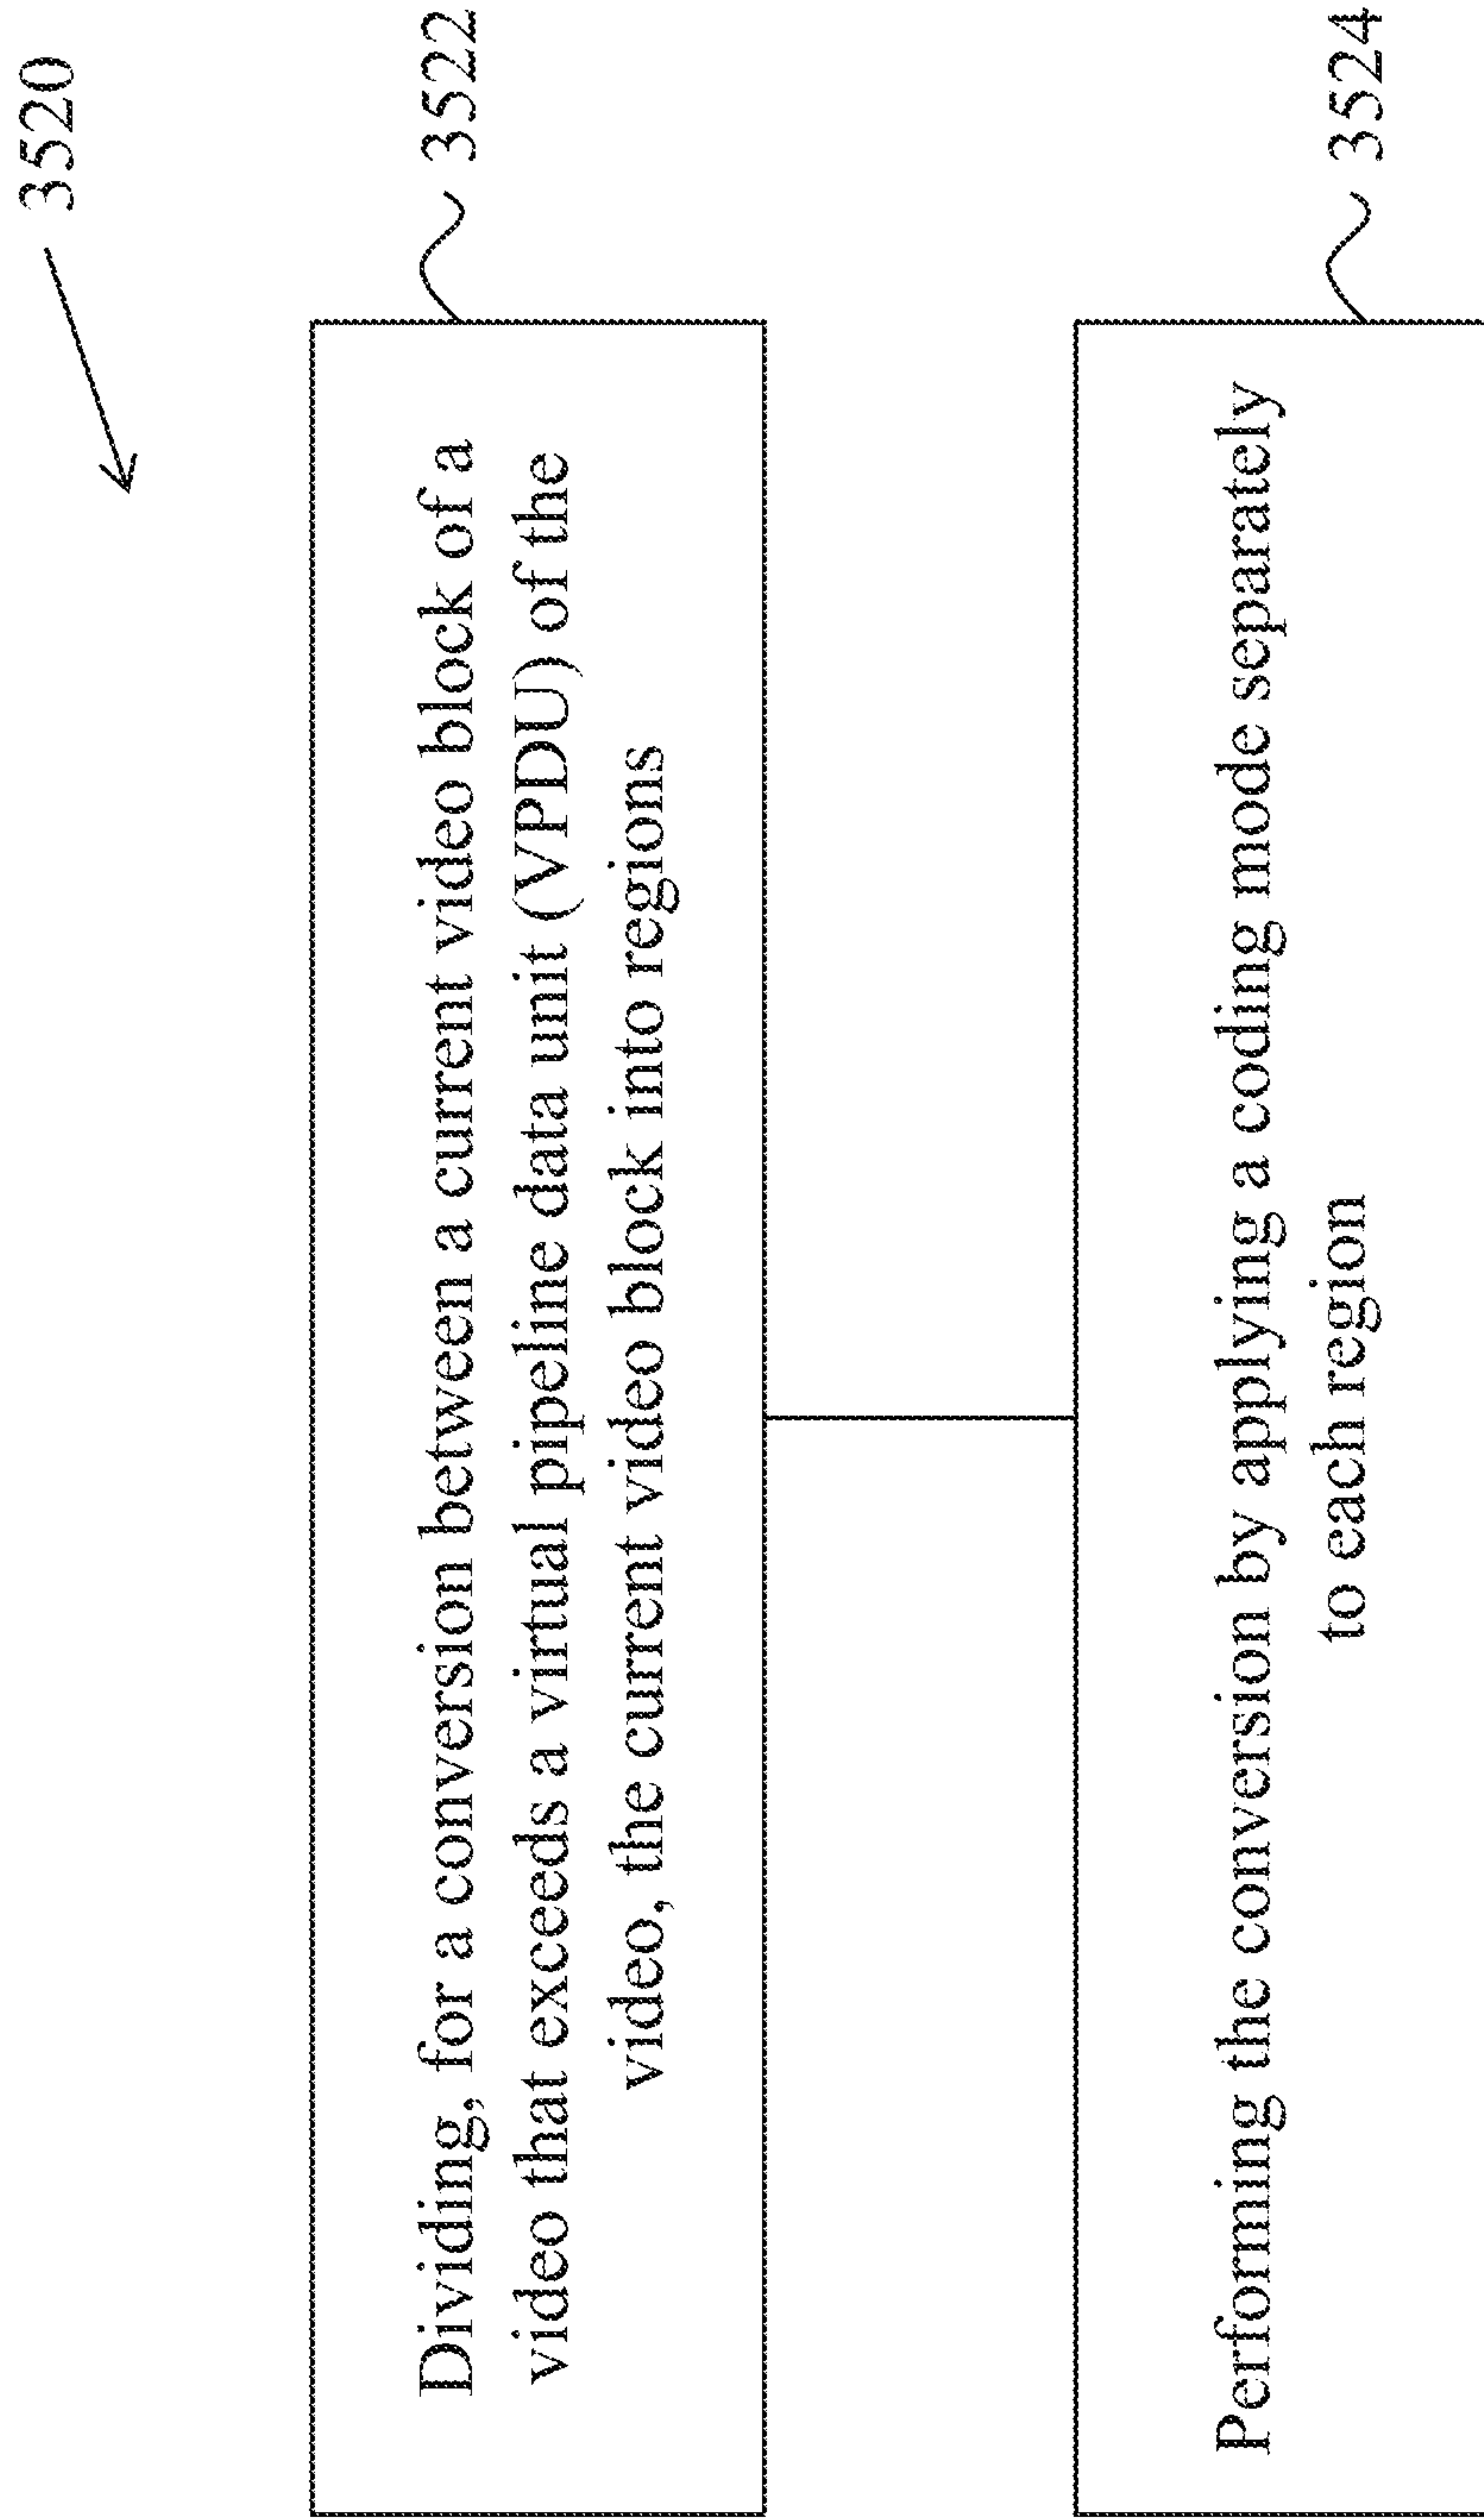 3520
Dividing, for a conversion between a current video block of a
video that exceeds a virtual pipeline data unit (VPDU) of the
video, the current video block into regions
3522
Performing the conversion by applying a coding mode separately
to each region
3524